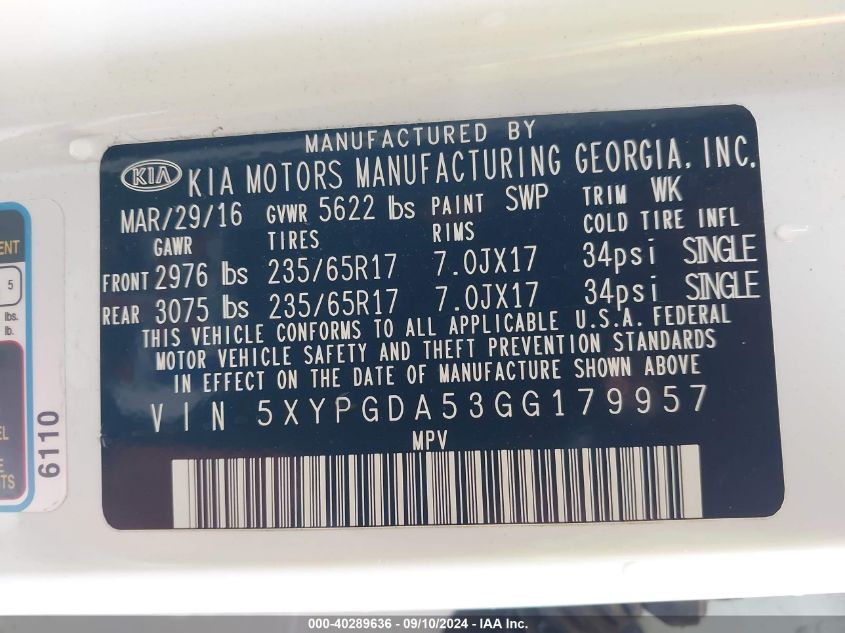 MANUFACTURED BY
KIA KIA MOTORS MANUFACTURING GEORGIA, INC.
MAR/29/16 GVWR 5622 lbs PAINT SWP TRIM WK
GAWR TIRES RIMS COLD TIRE INFL
FRONT 2976 lbs 235/65R17 7.0JX17 34psi SINGLE
REAR 3075 lbs 235/65R17 7.0JX17 34psi SINGLE
THIS VEHICLE CONFORMS TO ALL APPLICABLE U.S.A. FEDERAL
MOTOR VEHICLE SAFETY AND THEFT PREVENTION STANDARDS
IN EFFECT ON THE DATE OF MANUFACTURE SHOWN ABOVE
VIN 5XYPGDA53GG179957
MPV
5
lbs.
lb.
6110
000-40289636 - 09/10/2024 - IAA Inc.